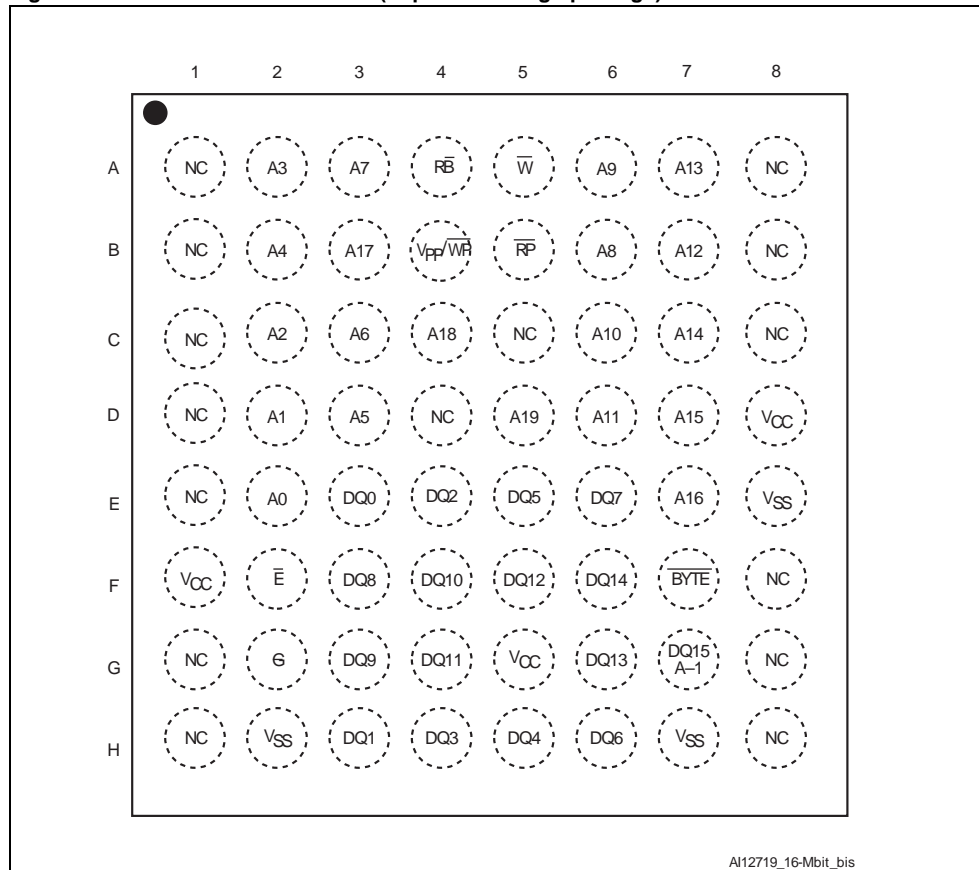 1 2 3 4 5 6 7 8
A NC A3 A7 RB̅ W̅ A9 A13 NC
B NC A4 A17 VPP/W̅P̅ R̅P̅ A8 A12 NC
C NC A2 A6 A18 NC A10 A14 NC
D NC A1 A5 NC A19 A11 A15 VCC
E NC A0 DQ0 DQ2 DQ5 DQ7 A16 VSS
F VCC E̅ DQ8 DQ10 DQ12 DQ14 B̅Y̅T̅E̅ NC
G NC G DQ9 DQ11 VCC DQ13 DQ15 A–1 NC
H NC VSS DQ1 DQ3 DQ4 DQ6 VSS NC
AI12719_16-Mbit_bis